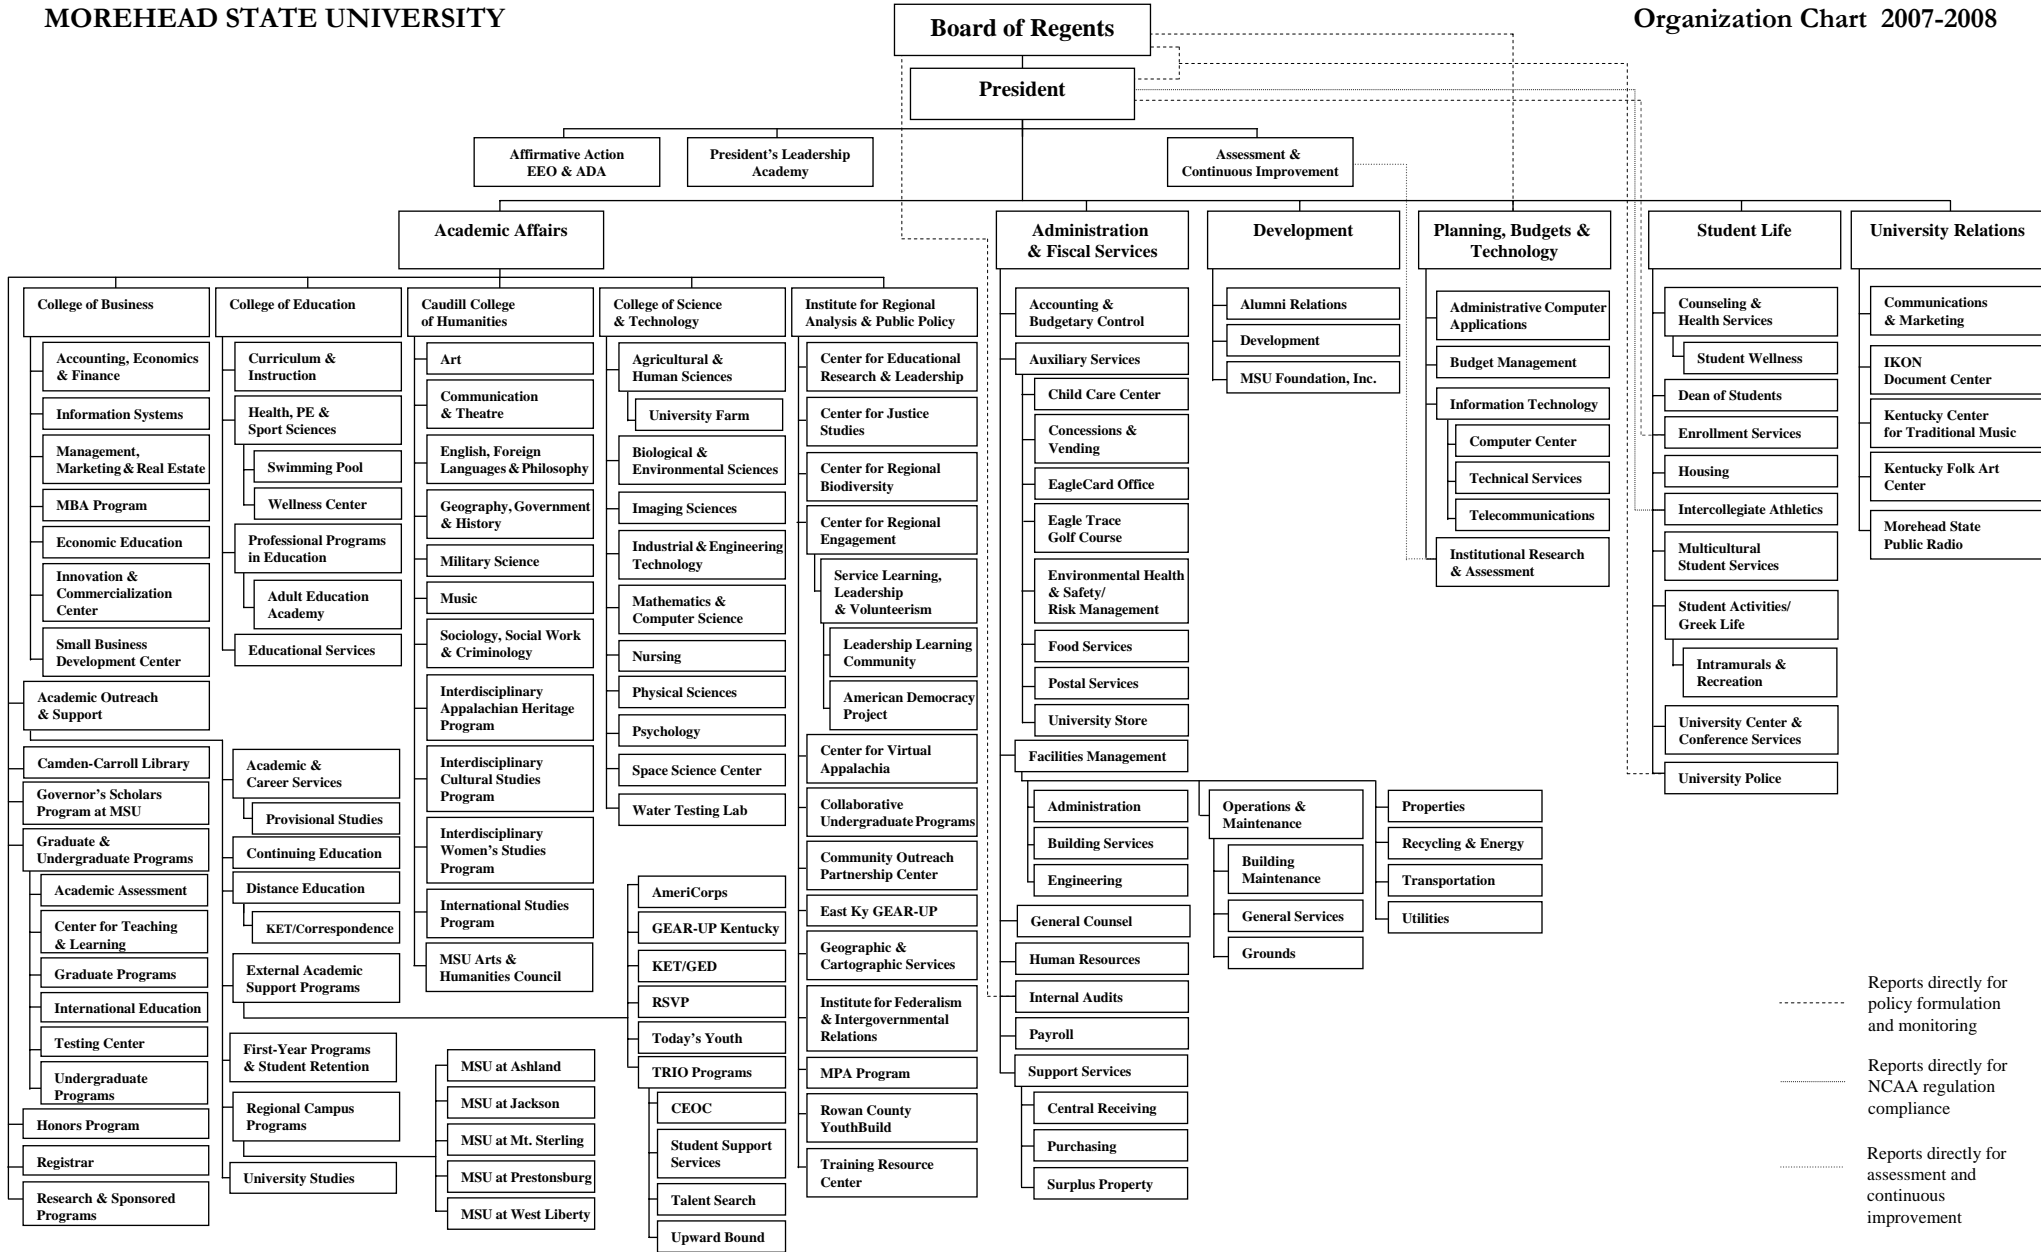 MOREHEAD STATE UNIVERSITY
Organization Chart 2007-2008
Board of Regents
President
Affirmative Action
EEO & ADA
President's Leadership
Academy
Assessment &
Continuous Improvement
Academic Affairs
Administration
& Fiscal Services
Development
Planning, Budgets &
Technology
Student Life
University Relations
College of Business
Accounting, Economics
& Finance
Information Systems
Management,
Marketing & Real Estate
MBA Program
Economic Education
Innovation &
Commercialization
Center
Small Business
Development Center
Academic Outreach
& Support
Camden-Carroll Library
Governor's Scholars
Program at MSU
Graduate &
Undergraduate Programs
Academic Assessment
Center for Teaching
& Learning
Graduate Programs
International Education
Testing Center
Undergraduate
Programs
Honors Program
Registrar
Research & Sponsored
Programs
College of Education
Curriculum &
Instruction
Health, PE &
Sport Sciences
Swimming Pool
Wellness Center
Professional Programs
in Education
Adult Education
Academy
Educational Services
Academic &
Career Services
Provisional Studies
Continuing Education
Distance Education
KET/Correspondence
External Academic
Support Programs
First-Year Programs
& Student Retention
Regional Campus
Programs
University Studies
Caudill College
of Humanities
Art
Communication
& Theatre
English, Foreign
Languages & Philosophy
Geography, Government
& History
Military Science
Music
Sociology, Social Work
& Criminology
Interdisciplinary
Appalachian Heritage
Program
Interdisciplinary
Cultural Studies
Program
Interdisciplinary
Women's Studies
Program
International Studies
Program
MSU Arts &
Humanities Council
MSU at Ashland
MSU at Jackson
MSU at Mt. Sterling
MSU at Prestonsburg
MSU at West Liberty
College of Science
& Technology
Agricultural &
Human Sciences
University Farm
Biological &
Environmental Sciences
Imaging Sciences
Industrial & Engineering
Technology
Mathematics &
Computer Science
Nursing
Physical Sciences
Psychology
Space Science Center
Water Testing Lab
AmeriCorps
GEAR-UP Kentucky
KET/GED
RSVP
Today's Youth
TRIO Programs
CEOC
Student Support
Services
Talent Search
Upward Bound
Institute for Regional
Analysis & Public Policy
Center for Educational
Research & Leadership
Center for Justice
Studies
Center for Regional
Biodiversity
Center for Regional
Engagement
Service Learning,
Leadership
& Volunteerism
Leadership Learning
Community
American Democracy
Project
Center for Virtual
Appalachia
Collaborative
Undergraduate Programs
Community Outreach
Partnership Center
East Ky GEAR-UP
Geographic &
Cartographic Services
Institute for Federalism
& Intergovernmental
Relations
MPA Program
Rowan County
YouthBuild
Training Resource
Center
Accounting &
Budgetary Control
Auxiliary Services
Child Care Center
Concessions &
Vending
EagleCard Office
Eagle Trace
Golf Course
Environmental Health
& Safety/
Risk Management
Food Services
Postal Services
University Store
Facilities Management
Administration
Building Services
Engineering
Operations &
Maintenance
Building
Maintenance
General Services
Grounds
Properties
Recycling & Energy
Transportation
Utilities
General Counsel
Human Resources
Internal Audits
Payroll
Support Services
Central Receiving
Purchasing
Surplus Property
Alumni Relations
Development
MSU Foundation, Inc.
Administrative Computer
Applications
Budget Management
Information Technology
Computer Center
Technical Services
Telecommunications
Institutional Research
& Assessment
Counseling &
Health Services
Student Wellness
Dean of Students
Enrollment Services
Housing
Intercollegiate Athletics
Multicultural
Student Services
Student Activities/
Greek Life
Intramurals &
Recreation
University Center &
Conference Services
University Police
Communications
& Marketing
IKON
Document Center
Kentucky Center
for Traditional Music
Kentucky Folk Art
Center
Morehead State
Public Radio
Reports directly for
policy formulation
and monitoring
Reports directly for
NCAA regulation
compliance
Reports directly for
assessment and
continuous
improvement